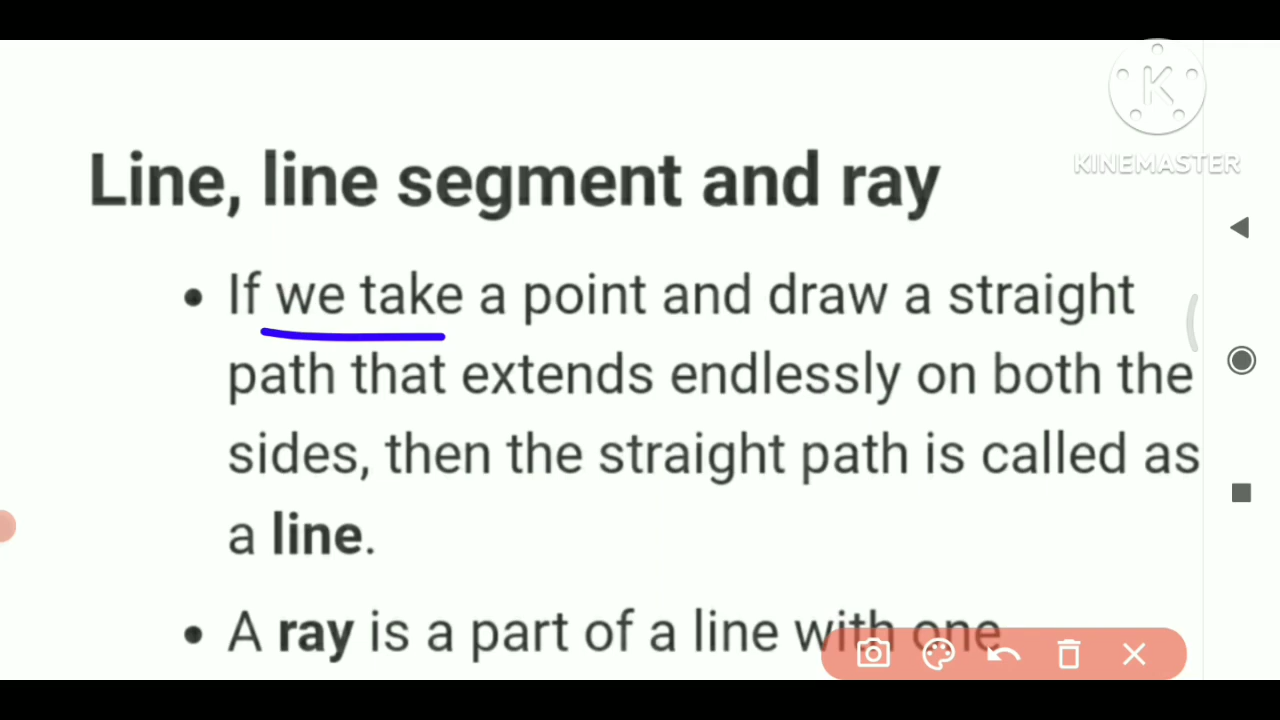 K
KINEMASTER
Line, line segment and ray
• If we take a point and draw a straight
path that extends endlessly on both the
sides, then the straight path is called as
a line.
• A ray is a part of a line with one